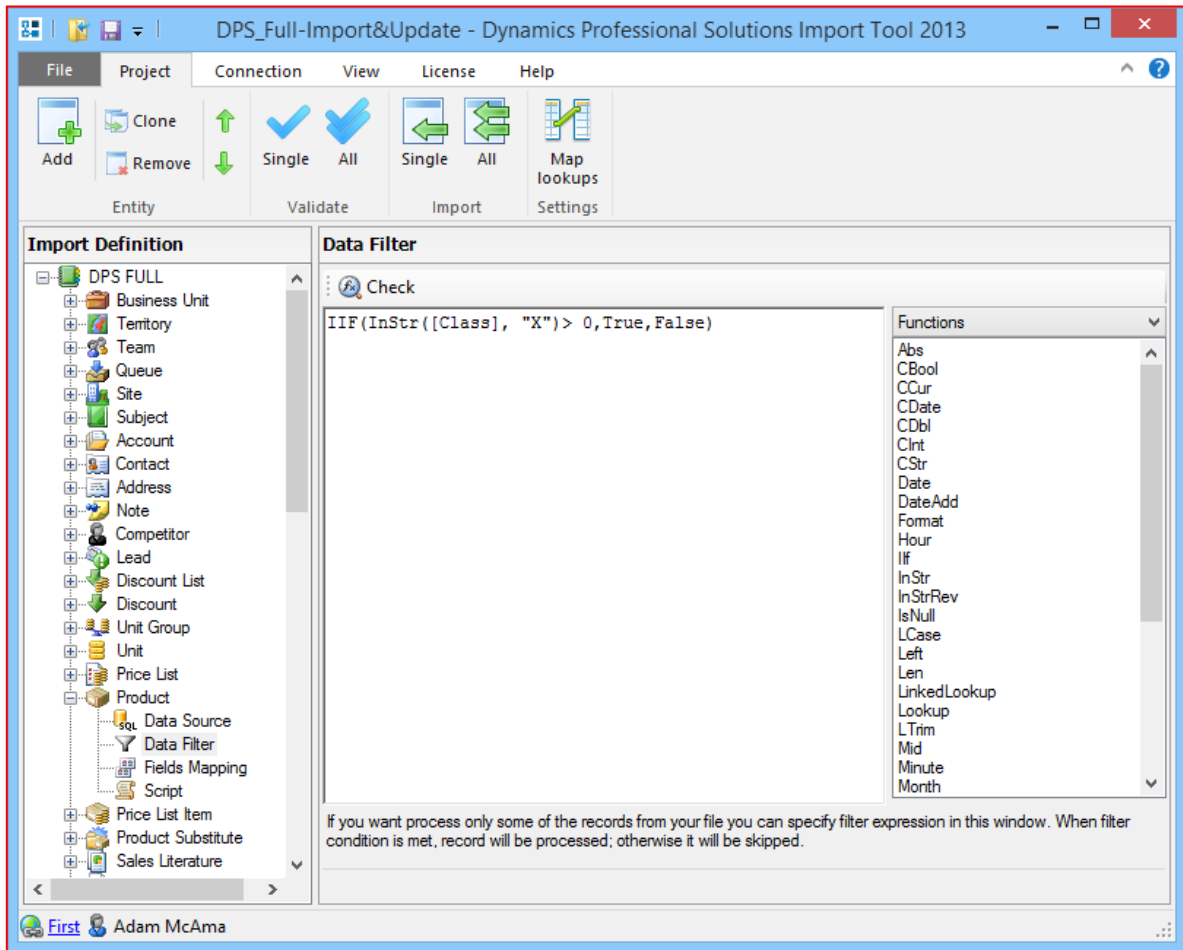 DPS_Full-Import&Update - Dynamics Professional Solutions Import Tool 2013
File Project Connection View License Help
Add
Clone
Remove
Single All
Single All
Map
lookups
Entity Validate Import Settings
Import Definition
DPS FULL
Business Unit
Territory
Team
Queue
Site
Subject
Account
Contact
Address
Note
Competitor
Lead
Discount List
Discount
Unit Group
Unit
Price List
Product
SQL Data Source
Data Filter
Fields Mapping
Script
Price List Item
Product Substitute
Sales Literature
Data Filter
fx Check
IIF(InStr([Class], "X")> 0,True,False)
Functions
Abs
CBool
CCur
CDate
CDbl
CInt
CStr
Date
DateAdd
Format
Hour
IIf
InStr
InStrRev
IsNull
LCase
Left
Len
LinkedLookup
Lookup
LTrim
Mid
Minute
Month
If you want process only some of the records from your file you can specify filter expression in this window. When filter
condition is met, record will be processed; otherwise it will be skipped.
First Adam McAma